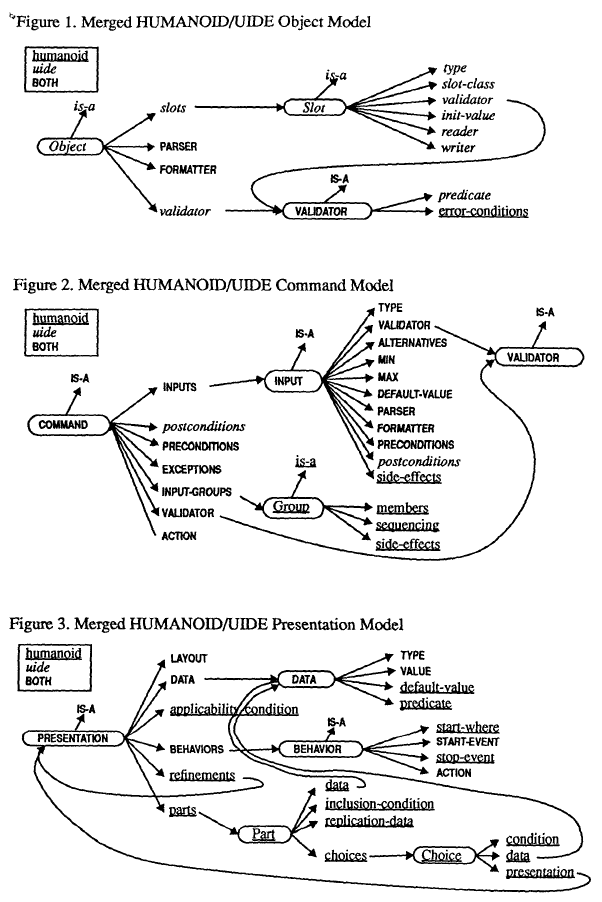 Figure 1. Merged HUMANOID/UIDE Object Model
humanoid
uide
BOTH
is-a
Object
slots
PARSER
FORMATTER
validator
is-a
Slot
type
slot-class
validator
init-value
reader
writer
IS-A
VALIDATOR
predicate
error-conditions
Figure 2. Merged HUMANOID/UIDE Command Model
humanoid
uide
BOTH
IS-A
COMMAND
INPUTS
postconditions
PRECONDITIONS
EXCEPTIONS
INPUT-GROUPS
VALIDATOR
ACTION
IS-A
INPUT
TYPE
VALIDATOR
ALTERNATIVES
MIN
MAX
DEFAULT-VALUE
PARSER
FORMATTER
PRECONDITIONS
postconditions
side-effects
IS-A
VALIDATOR
is-a
Group
members
sequencing
side-effects
Figure 3. Merged HUMANOID/UIDE Presentation Model
humanoid
uide
BOTH
IS-A
PRESENTATION
LAYOUT
DATA
applicability-condition
BEHAVIORS
refinements
parts
DATA
TYPE
VALUE
default-value
predicate
IS-A
BEHAVIOR
start-where
START-EVENT
stop-event
ACTION
Part
data
inclusion-condition
replication-data
choices
Choice
condition
data
presentation